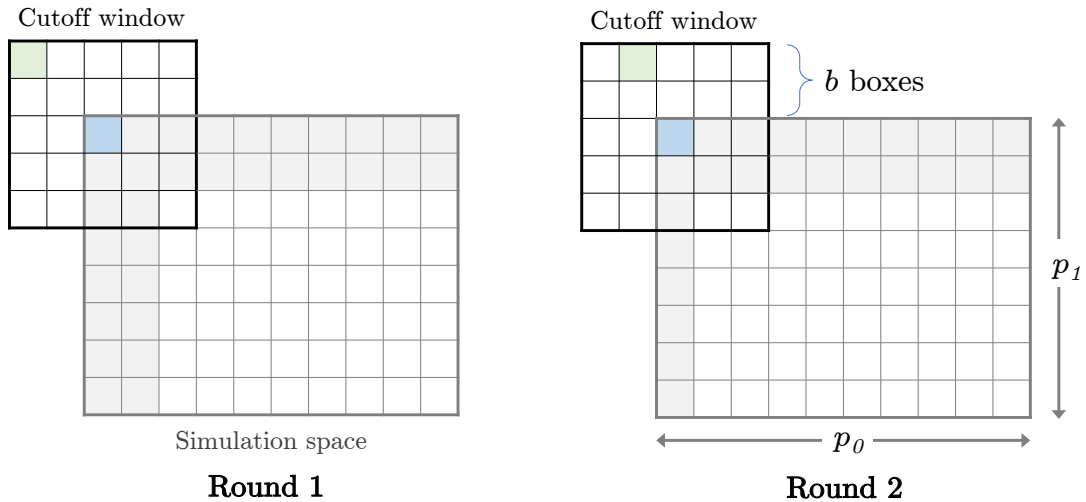 Cutoff window
Simulation space
Round 1
Cutoff window
b boxes
p₁
p₀
Round 2